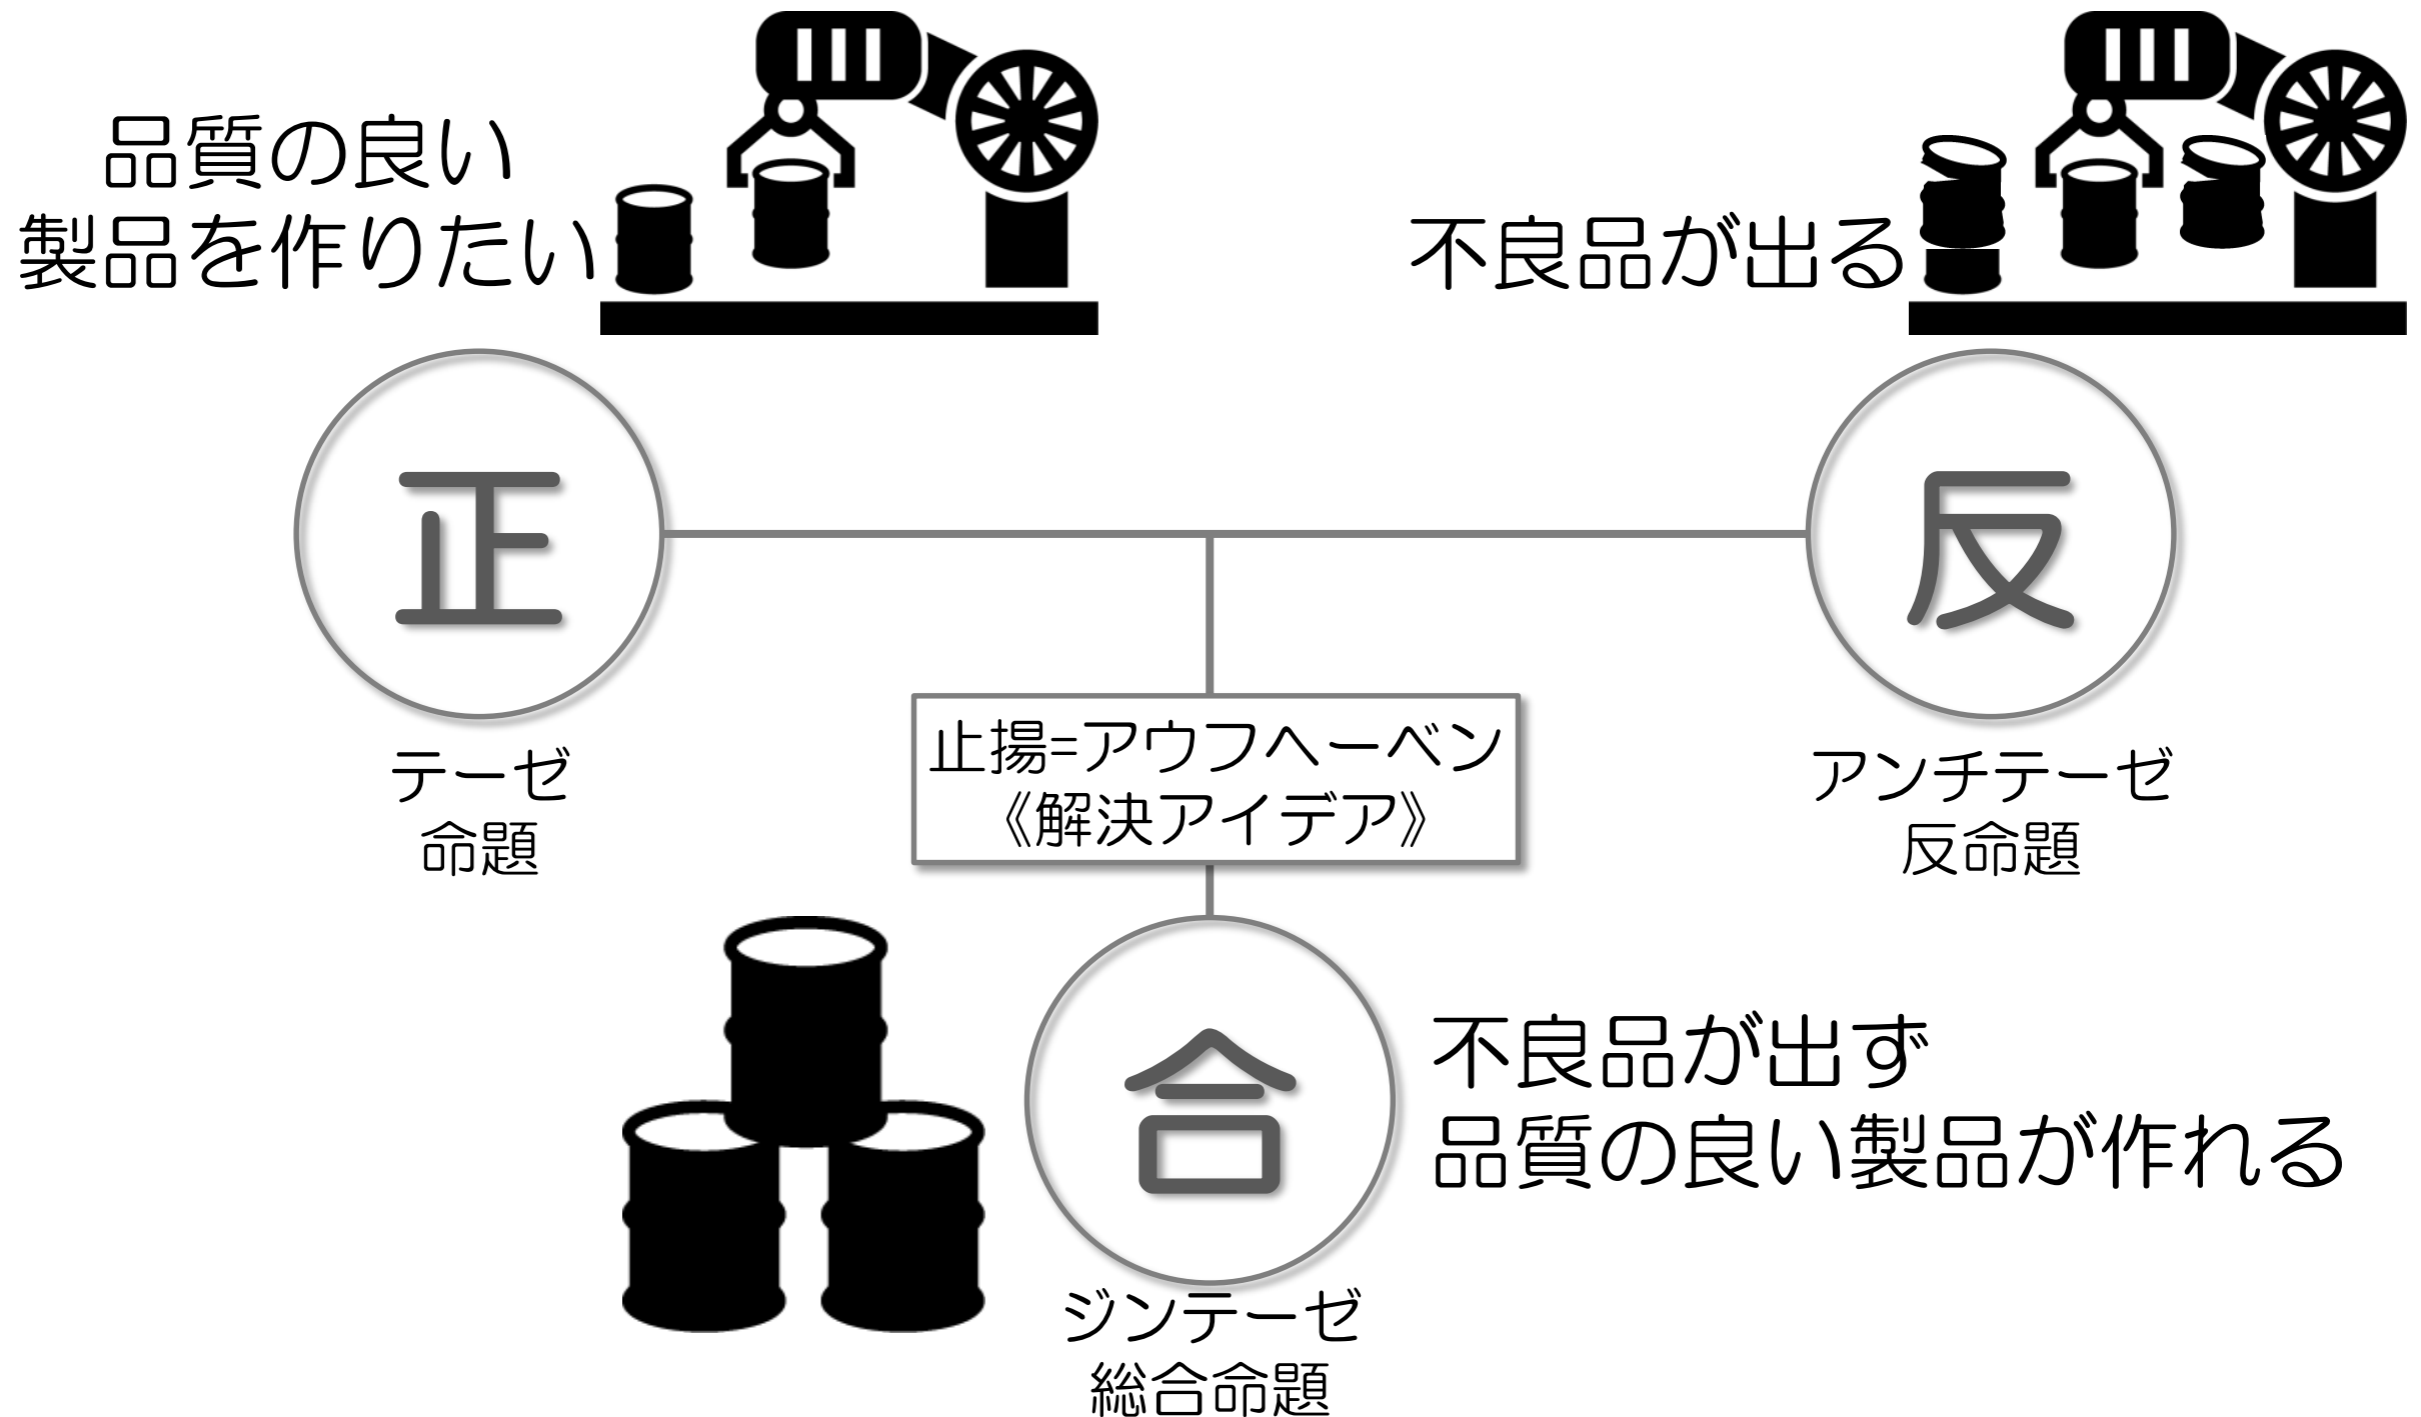 品質の良い
製品を作りたい
不良品が出る
正
反
テーゼ
命題
アンチテーゼ
反命題
止揚=アウフヘーベン
《解決アイデア》
合
不良品が出ず
品質の良い製品が作れる
ジンテーゼ
総合命題